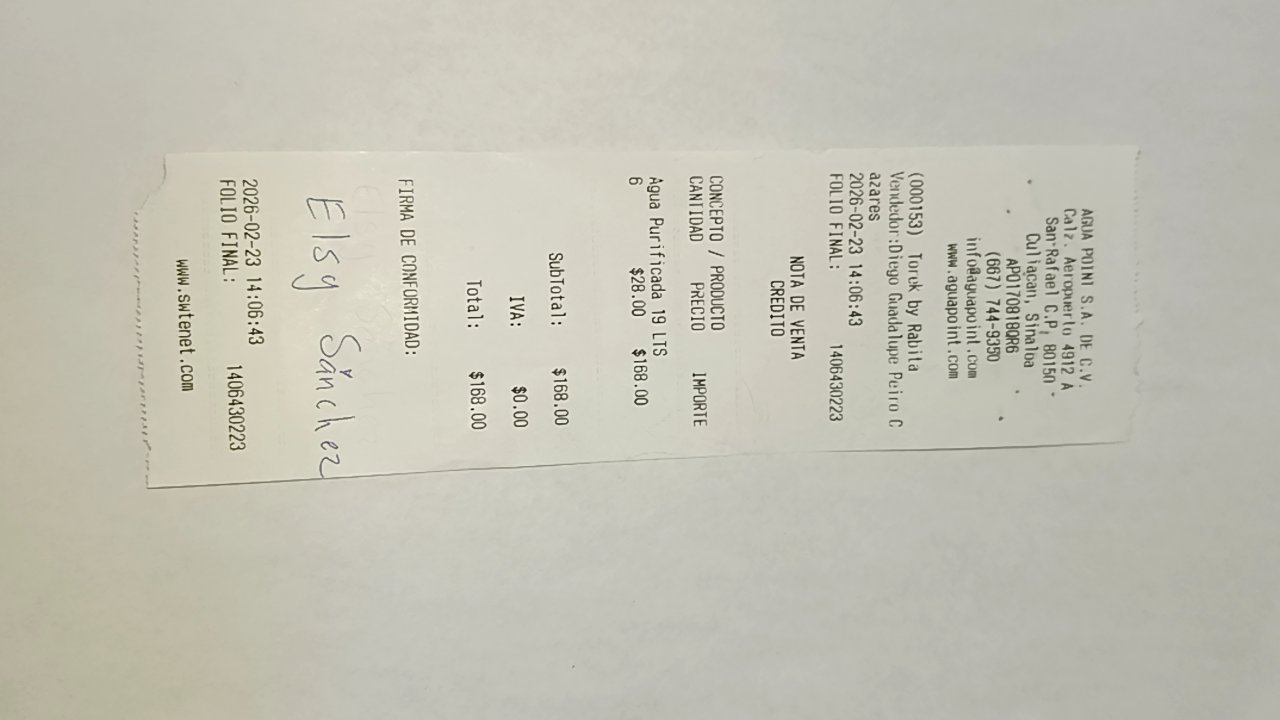 AGUA POINT S.A. DE C.V.
Calz. Aeropuerto 4912 A
San Rafael C.P. 80150
Culiacan, Sinaloa
APO170818QR6
(667) 744-9350
info@aguapoint.com
www.aguapoint.com
(000153) Toruk by Rabita
Vendedor:Diego Guadalupe Peiro C
azares
2026-02-23 14:06:43
FOLIO FINAL: 1406430223
NOTA DE VENTA
CREDITO
CONCEPTO / PRODUCTO
CANTIDAD PRECIO IMPORTE
Agua Purificada 19 LTS
6 $28.00 $168.00
SubTotal: $168.00
IVA: $0.00
Total: $168.00
FIRMA DE CONFORMIDAD:
Elsy Sánchez
2026-02-23 14:06:43
FOLIO FINAL: 1406430223
www.swtenet.com